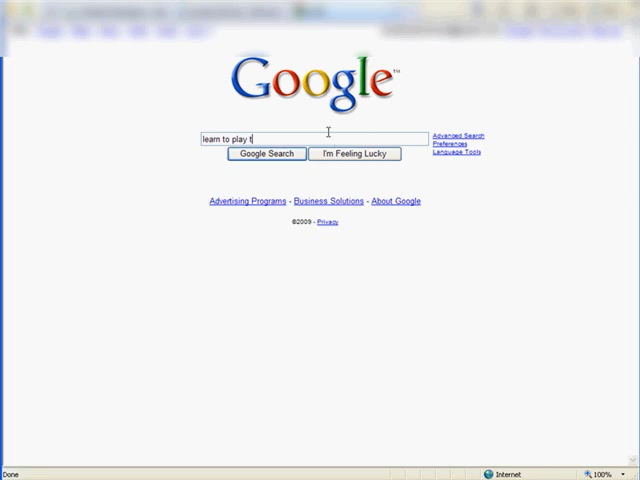 Google™
learn to play t
Advanced Search
Preferences
Language Tools
Google Search
I'm Feeling Lucky
Advertising Programs - Business Solutions - About Google
©2009 - Privacy
Done
Internet
100%